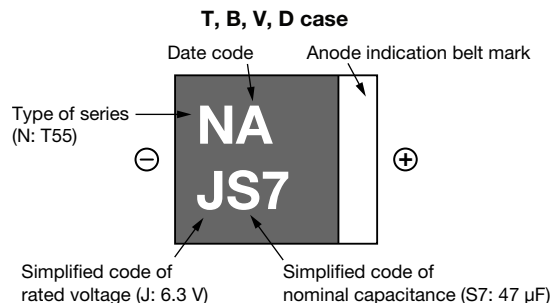 T, B, V, D case
Date code
Anode indication belt mark
Type of series
(N: T55)
NA
⊖
⊕
JS7
Simplified code of
rated voltage (J: 6.3 V)
Simplified code of
nominal capacitance (S7: 47 μF)